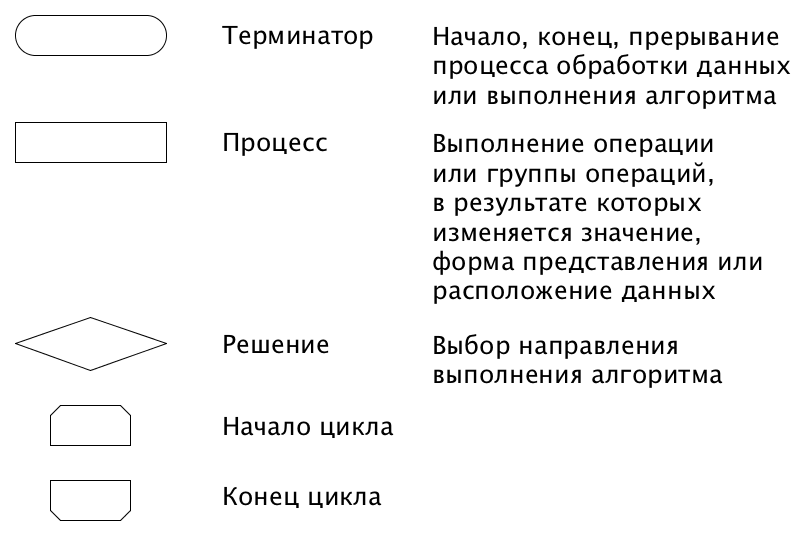 Терминатор
Начало, конец, прерывание
процесса обработки данных
или выполнения алгоритма
Процесс
Выполнение операции
или группы операций,
в результате которых
изменяется значение,
форма представления или
расположение данных
Решение
Выбор направления
выполнения алгоритма
Начало цикла
Конец цикла